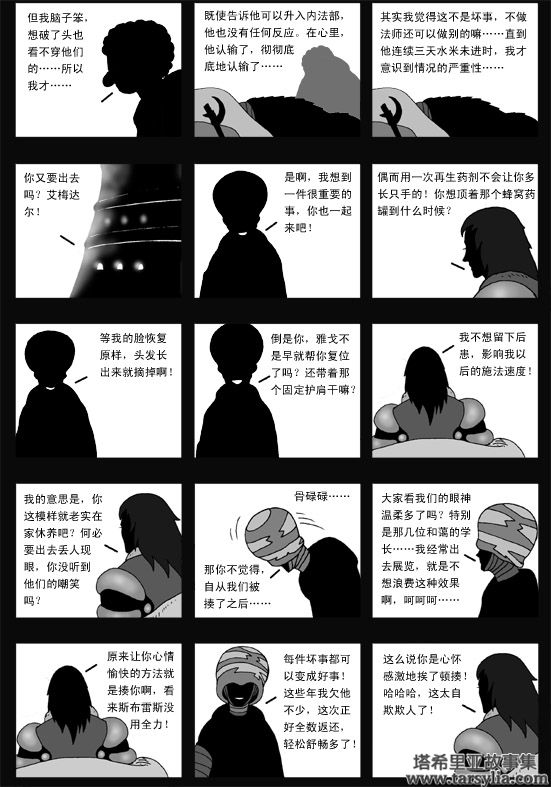 但我脑子笨，
想破了头也
看不穿他们
的……所以
我才……
既使告诉他可以升入内法部，
他也没有任何反应。在心里，
他认输了，彻彻底
底地认输了……
其实我觉得这不是坏事，不做
法师还可以做别的嘛……直到
他连续三天水米未进时，我才
意识到情况的严重性……
你又要出去
吗？艾梅达
尔！
是啊，我想到
一件很重要的
事，你也一起
来吧！
偶而用一次再生药剂不会让你多
长只手的！你想顶着那个蜂窝药
罐到什么时候？
等我的脸恢复
原样，头发长
出来就摘掉啊！
倒是你，雅戈不
是早就帮你复位
了吗？还带着那
个固定护肩干嘛？
我不想留下后
患，影响我以
后的施法速度！
我的意思是，你
这模样就老实在
家休养吧？何必
要出去丢人现
眼，你没听到
他们的嘲笑
吗？
骨碌碌……
那你不觉得，
自从我们被
揍了之后……
大家看我们的眼神
温柔多了吗？特别
是那几位和蔼的学
长……我经常出
去展览，就是不
想浪费这种效果
啊，呵呵呵……
原来让你心情
愉快的方法就
是揍你啊，看
来斯布雷斯没
用全力！
每件坏事都可
以变成好事！
这些年我欠他
不少，这次正
好全数返还，
轻松舒畅多了！
这么说你是心怀
感激地挨了顿揍！
哈哈哈，这太自
欺欺人了！
塔希里亚故事集
www.tarsylia.com